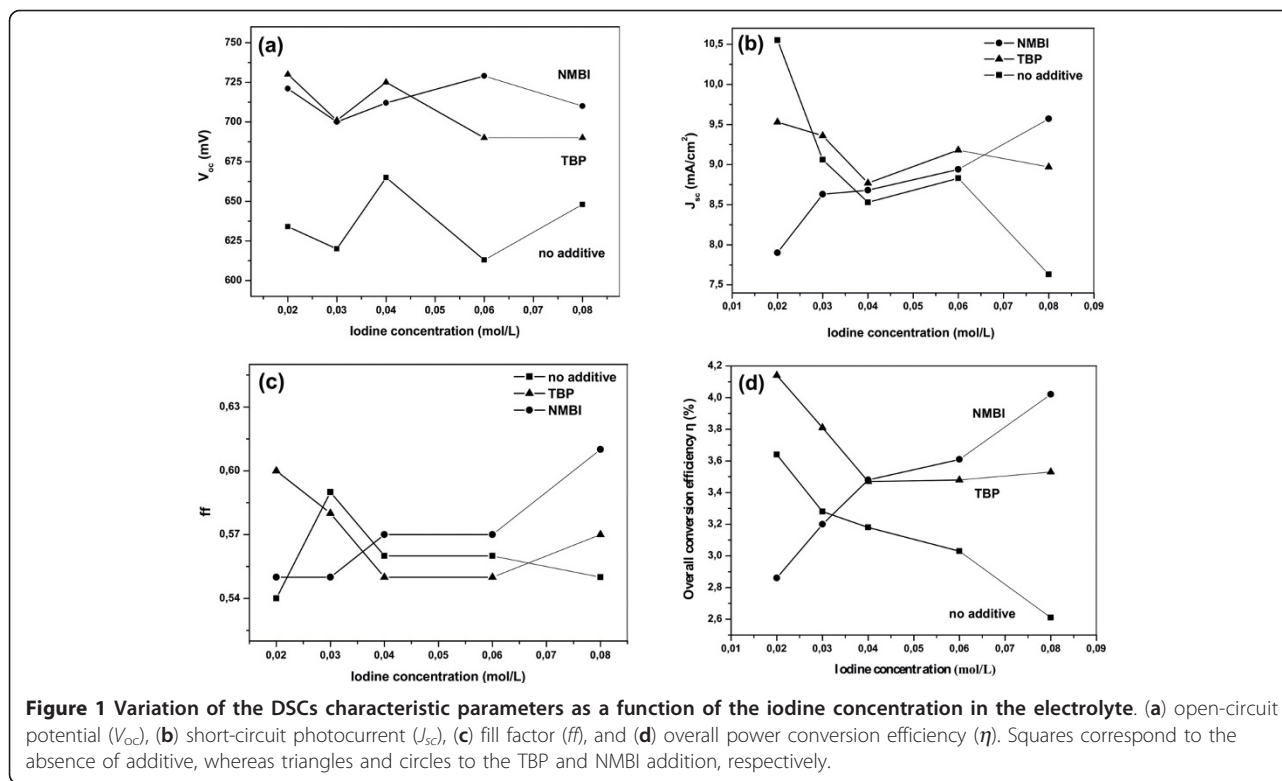 (a)
750
725
700
675
650
625
600
V_oc (mV)
NMBI
TBP
no additive
0,02 0,03 0,04 0,05 0,06 0,07 0,08
Iodine concentration (mol/L)
(b)
NMBI
TBP
no additive
10,5
10,0
9,5
9,0
8,5
8,0
7,5
J_sc (mA/cm²)
0,01 0,02 0,03 0,04 0,05 0,06 0,07 0,08 0,09
Iodine concentration (mol/L)
(c)
no additive
TBP
NMBI
0,63
0,60
0,57
0,54
ff
0,02 0,03 0,04 0,05 0,06 0,07 0,08
Iodine concentration (mol/L)
(d)
4,2
4,0
3,8
3,6
3,4
3,2
3,0
2,8
2,6
Overall conversion efficiency η (%)
NMBI
TBP
no additive
0,01 0,02 0,03 0,04 0,05 0,06 0,07 0,08 0,09
Iodine concentration (mol/L)
Figure 1 Variation of the DSCs characteristic parameters as a function of the iodine concentration in the electrolyte. (a) open-circuit
potential (V_OC), (b) short-circuit photocurrent (J_SC), (c) fill factor (ff), and (d) overall power conversion efficiency (η). Squares correspond to the
absence of additive, whereas triangles and circles to the TBP and NMBI addition, respectively.